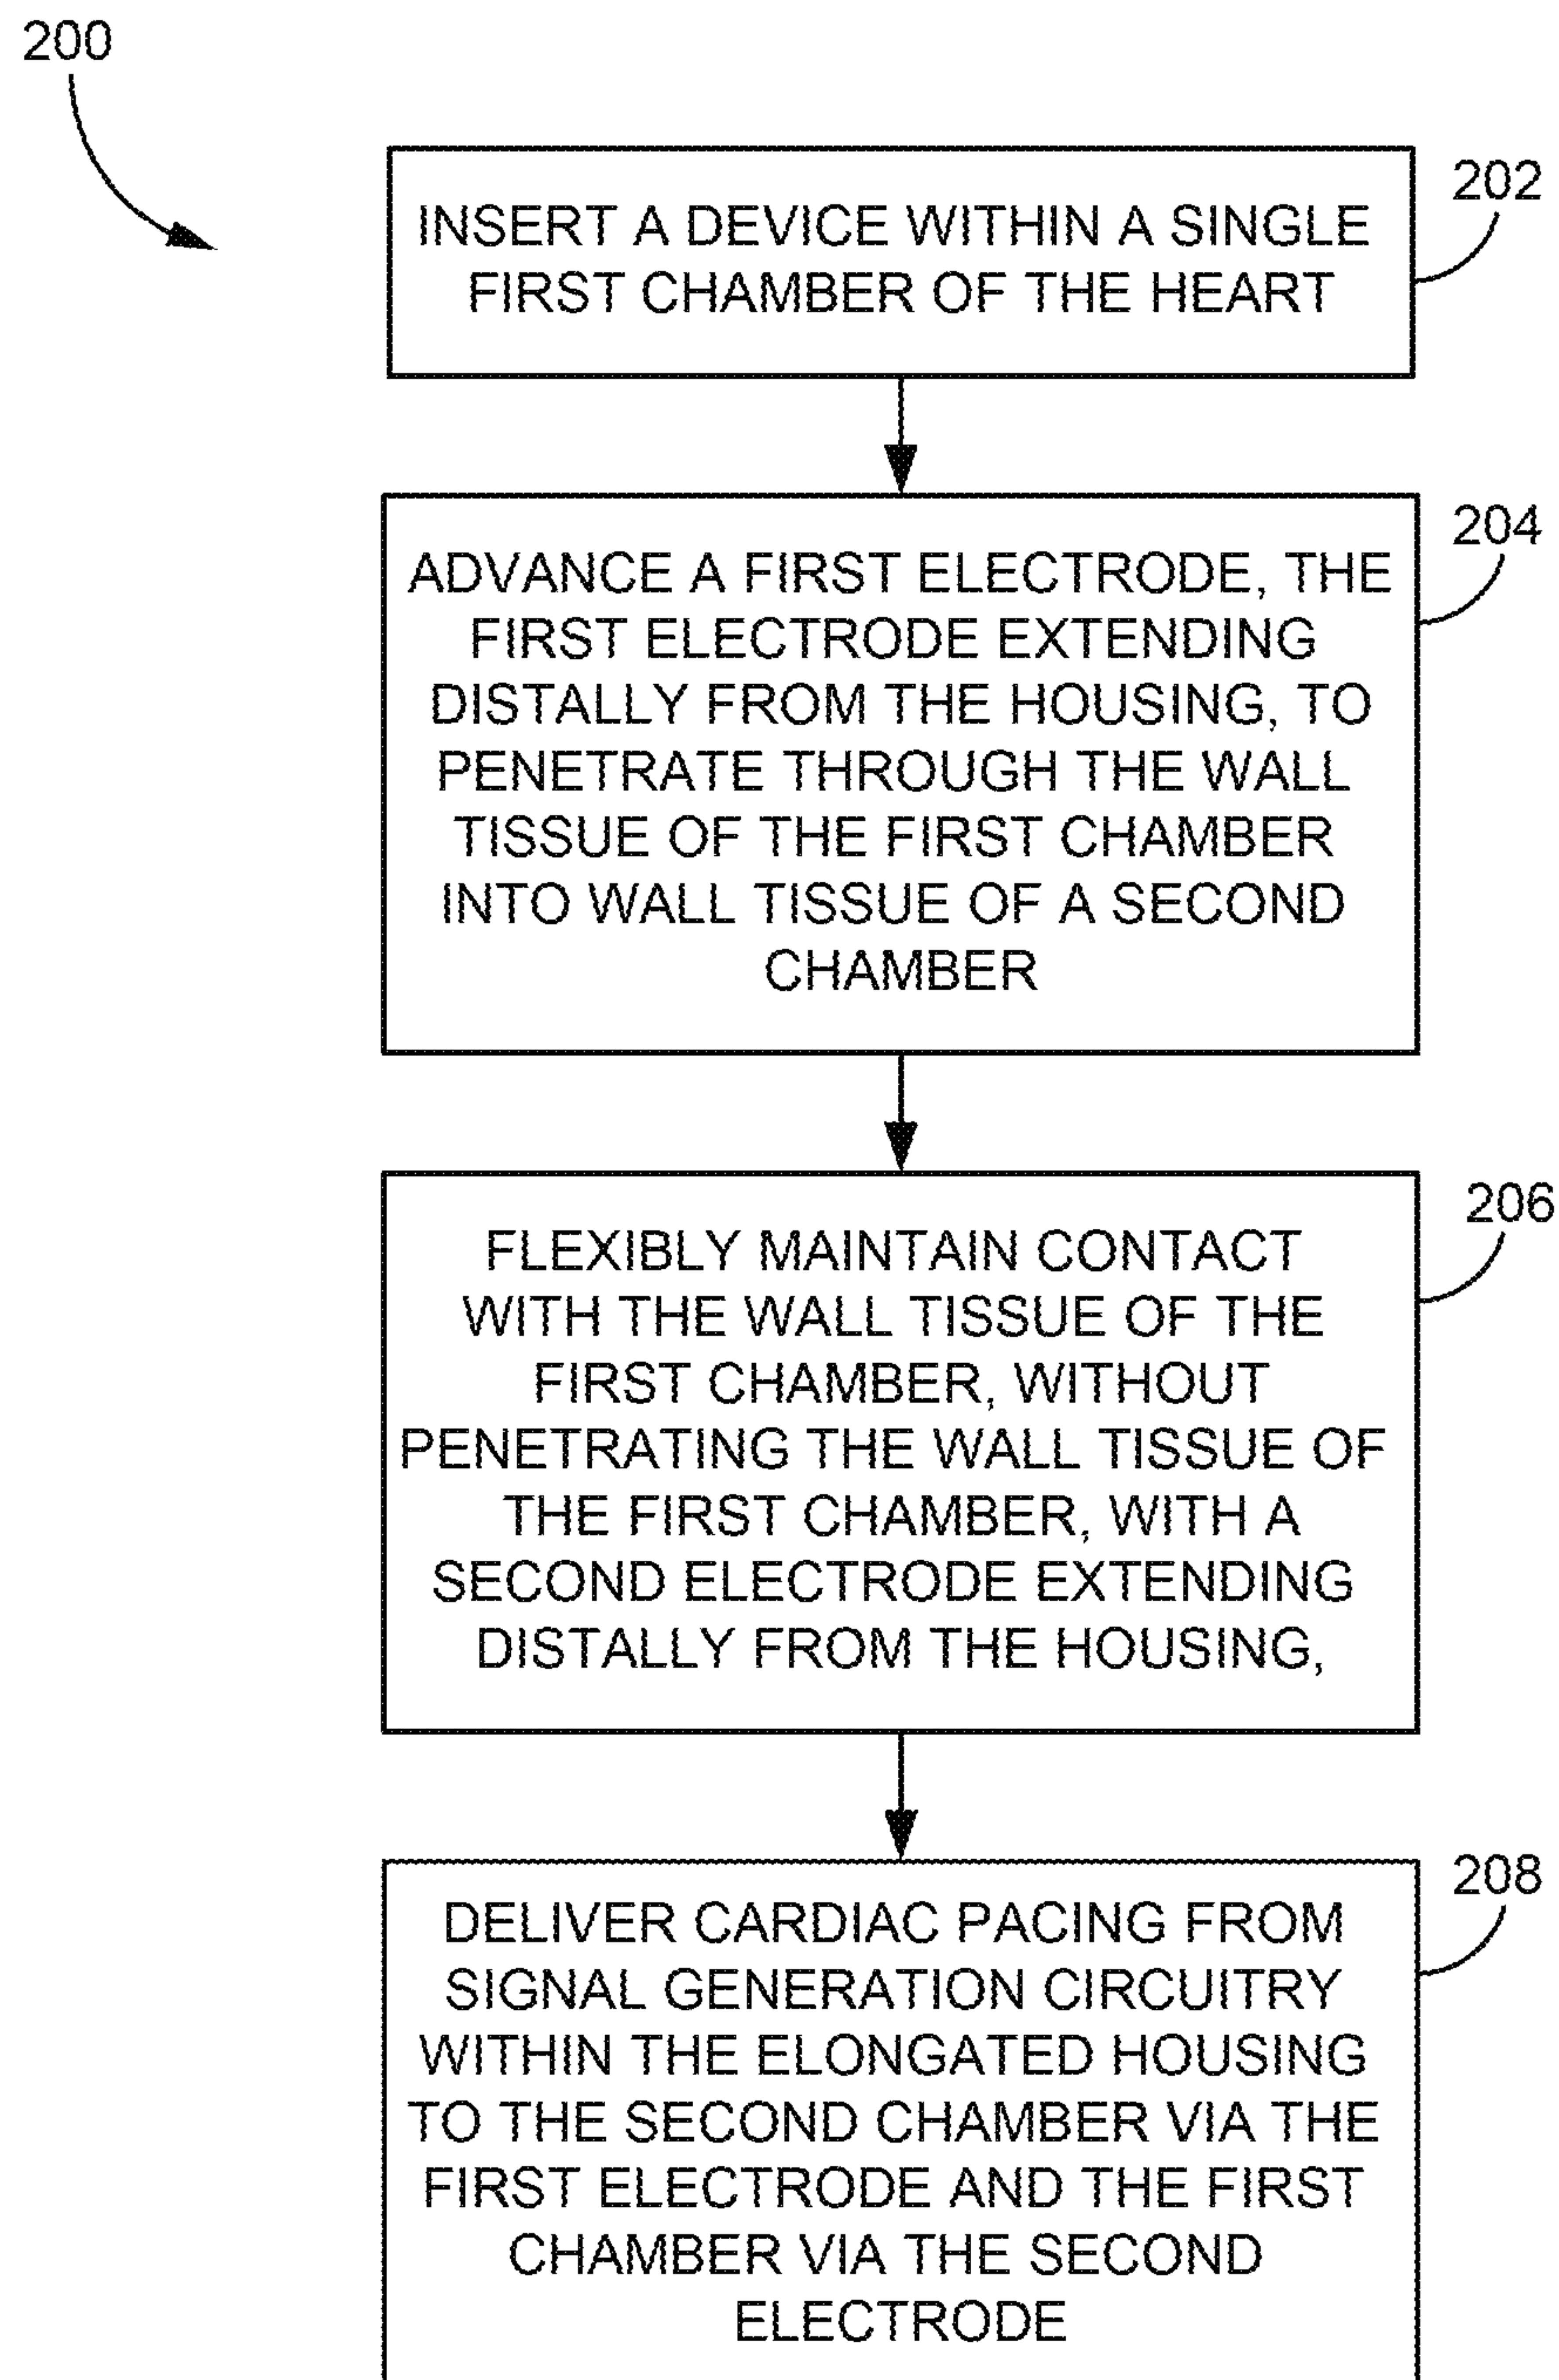 200
202
INSERT A DEVICE WITHIN A SINGLE
FIRST CHAMBER OF THE HEART
204
ADVANCE A FIRST ELECTRODE, THE
FIRST ELECTRODE EXTENDING
DISTALLY FROM THE HOUSING, TO
PENETRATE THROUGH THE WALL
TISSUE OF THE FIRST CHAMBER
INTO WALL TISSUE OF A SECOND
CHAMBER
206
FLEXIBLY MAINTAIN CONTACT
WITH THE WALL TISSUE OF THE
FIRST CHAMBER, WITHOUT
PENETRATING THE WALL TISSUE OF
THE FIRST CHAMBER, WITH A
SECOND ELECTRODE EXTENDING
DISTALLY FROM THE HOUSING,
208
DELIVER CARDIAC PACING FROM
SIGNAL GENERATION CIRCUITRY
WITHIN THE ELONGATED HOUSING
TO THE SECOND CHAMBER VIA THE
FIRST ELECTRODE AND THE FIRST
CHAMBER VIA THE SECOND
ELECTRODE